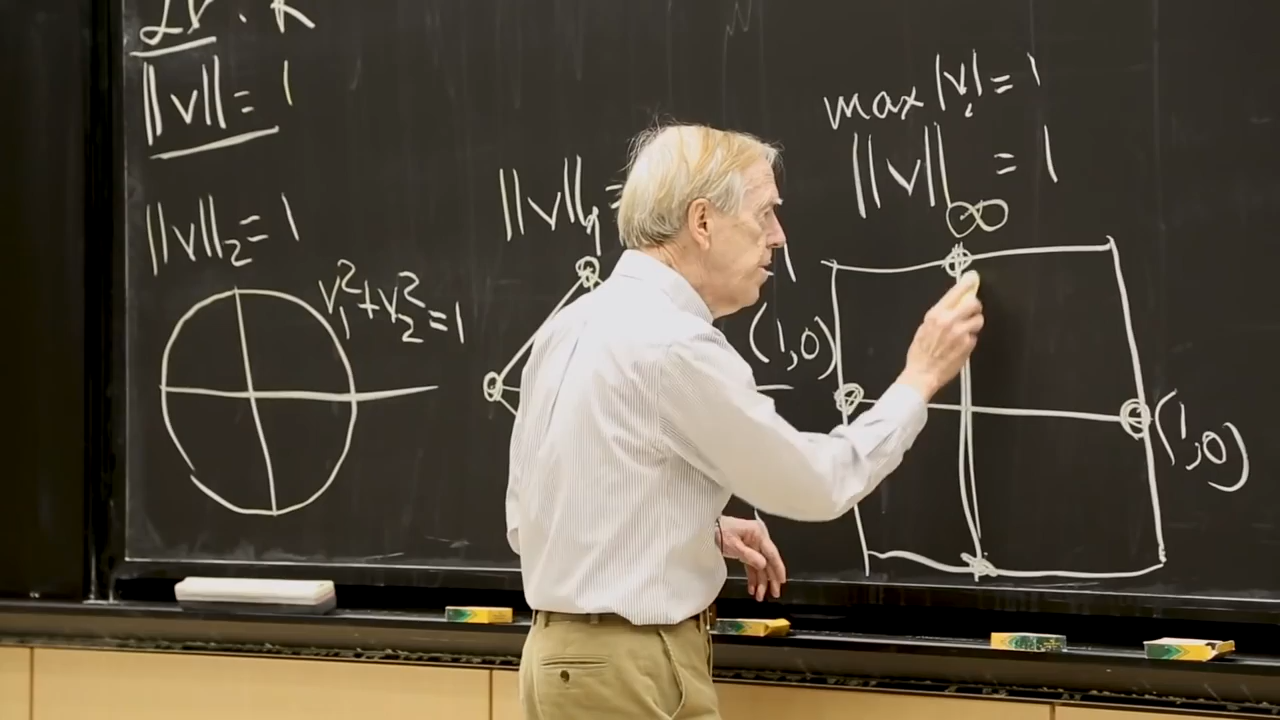 ||v|| = 1
||v||₂ = 1
v₁² + v₂² = 1
||v||₁ =
(1,0)
max |vᵢ| = 1
||v||∞ = 1
(1,0)